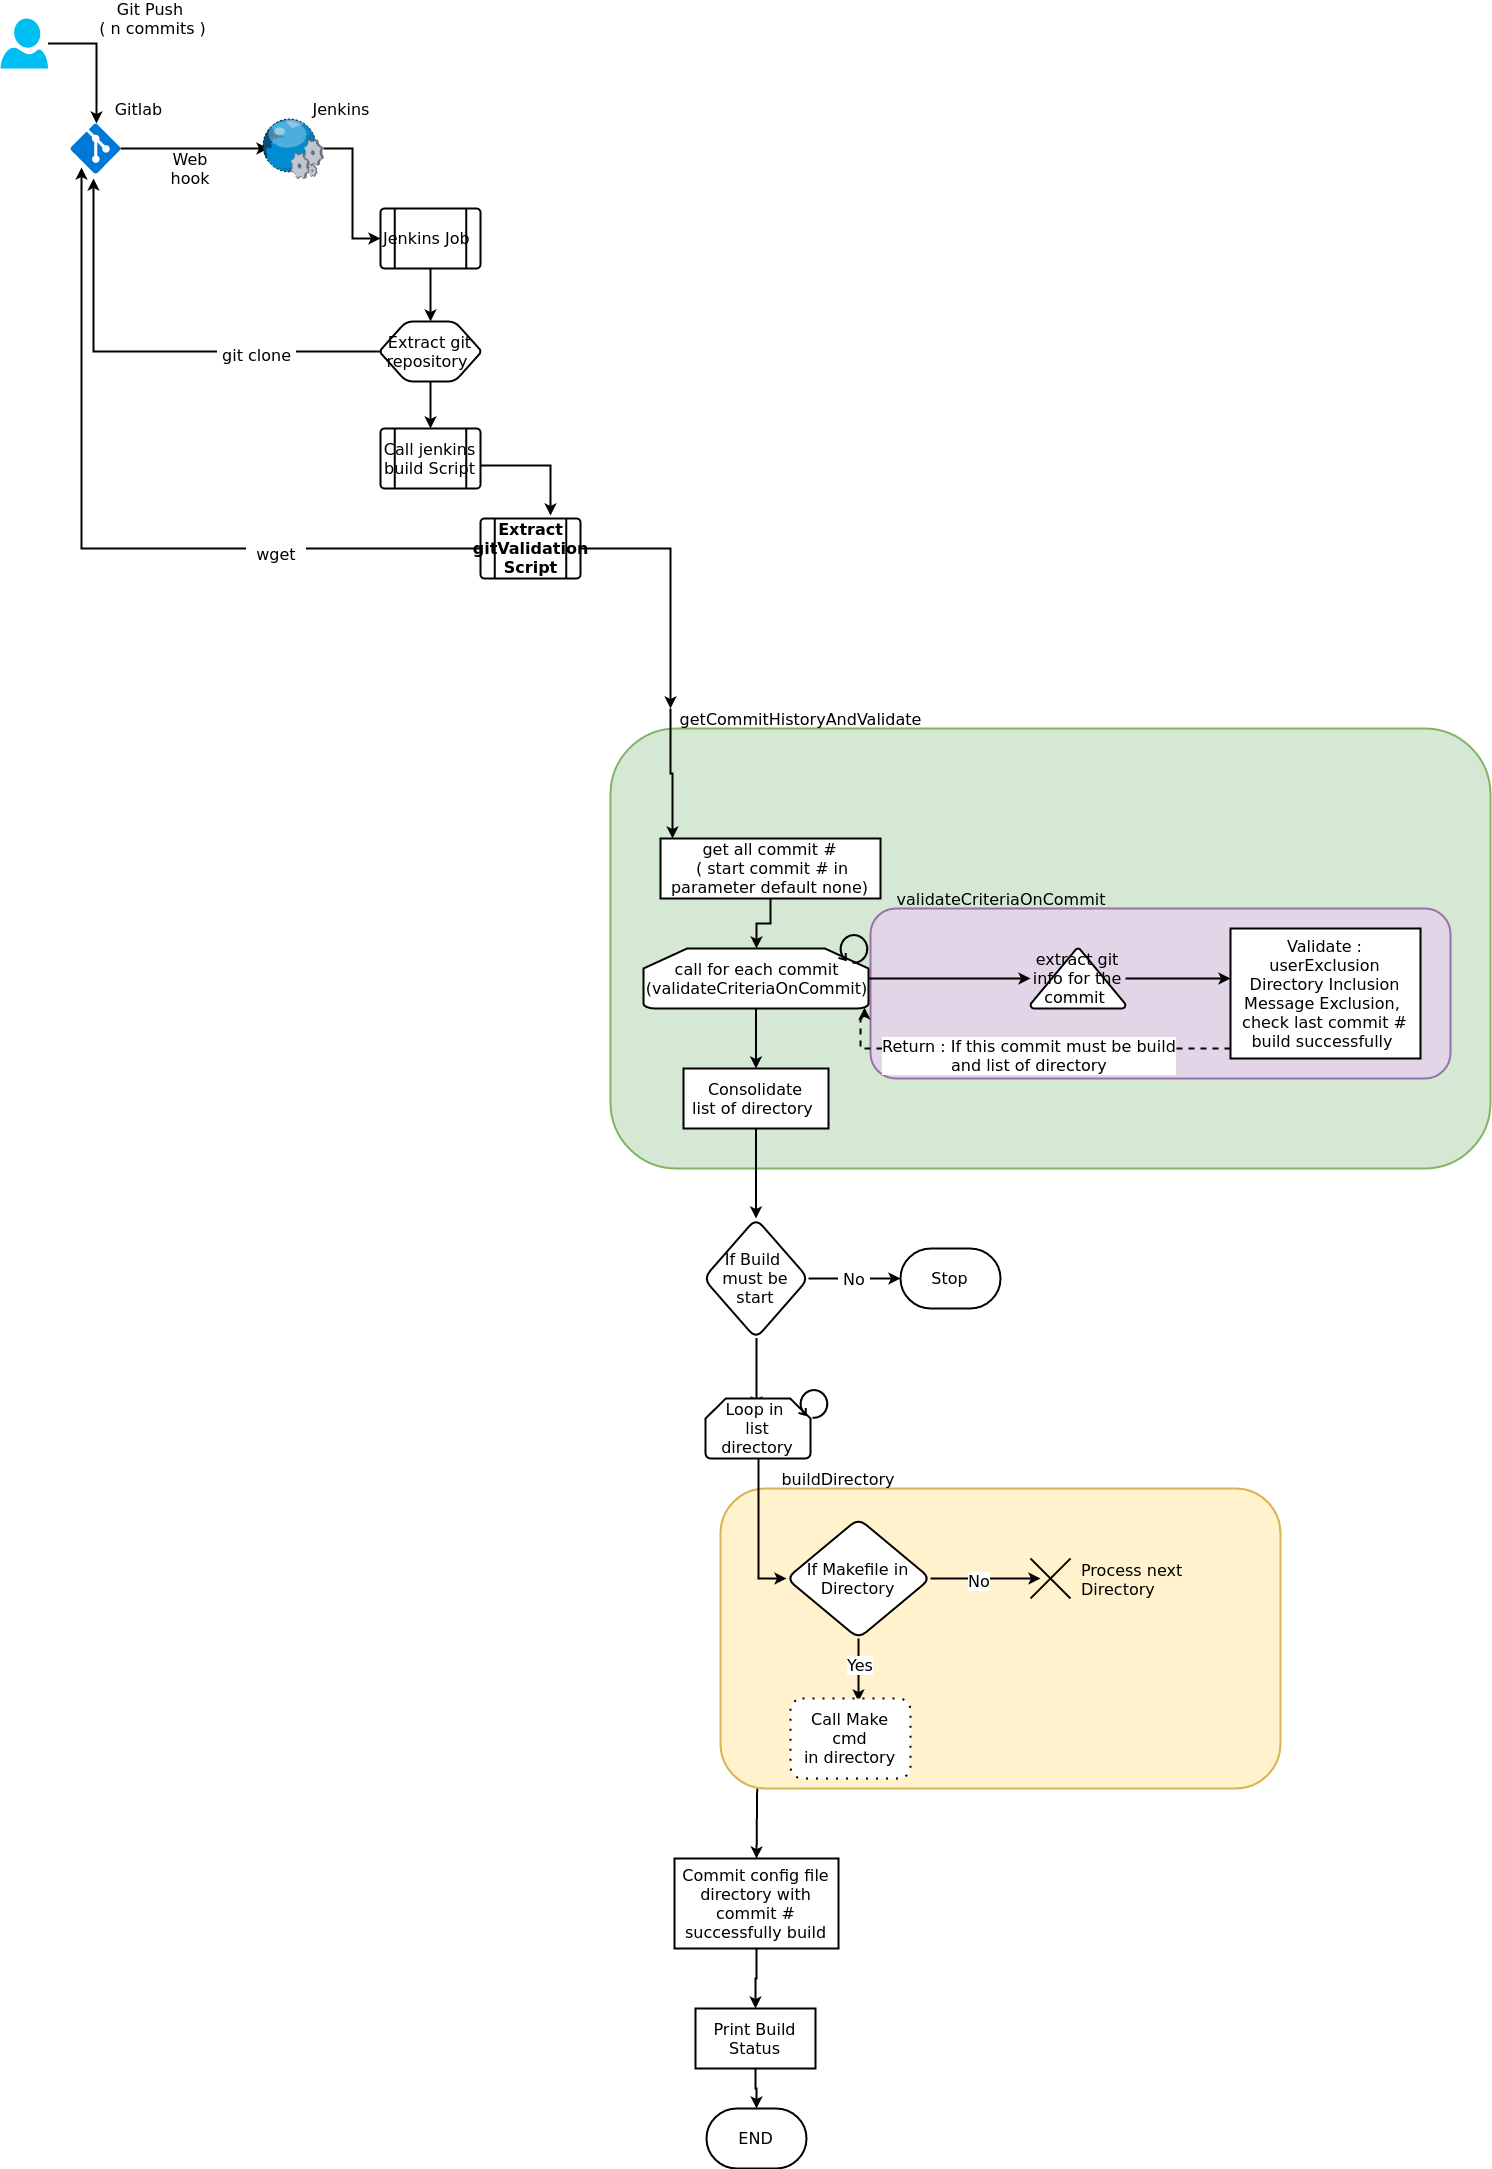 Git Push
( n commits )
Gitlab
Jenkins
Web
hook
Jenkins Job
Extract git
repository
git clone
Call jenkins
build Script
Extract
gitValidation
Script
wget
getCommitHistoryAndValidate
get all commit #
( start commit # in
parameter default none)
validateCriteriaOnCommit
call for each commit
(validateCriteriaOnCommit)
extract git
info for the
commit
Validate :
userExclusion
Directory Inclusion
Message Exclusion,
check last commit #
build successfully
Return : If this commit must be build
and list of directory
Consolidate
list of directory
If Build
must be
start
No
Stop
Loop in
list
directory
buildDirectory
If Makefile in
Directory
No
Process next
Directory
Yes
Call Make
cmd
in directory
Commit config file
directory with
commit #
successfully build
Print Build
Status
END